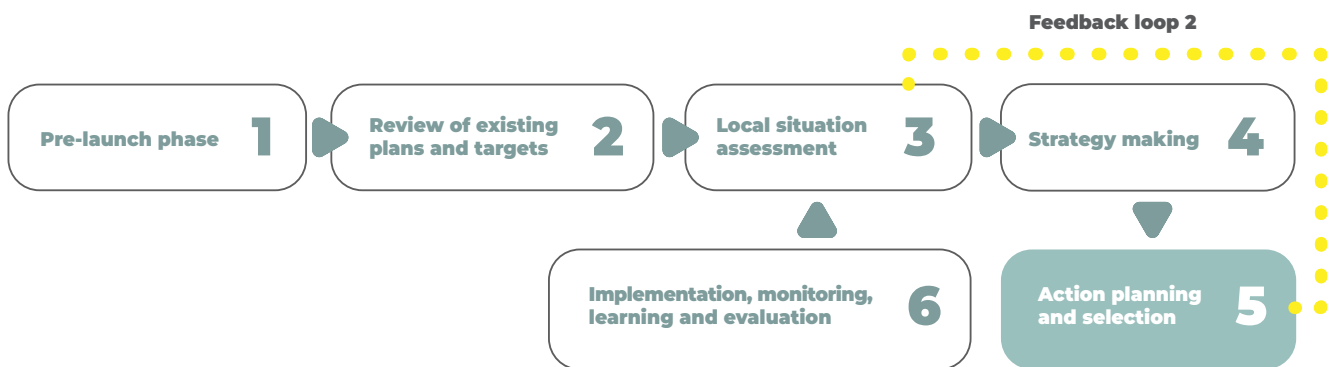 Feedback loop 2
Pre-launch phase 1
Review of existing
plans and targets 2
Local situation
assessment 3
Strategy making 4
Implementation, monitoring,
learning and evaluation 6
Action planning
and selection 5